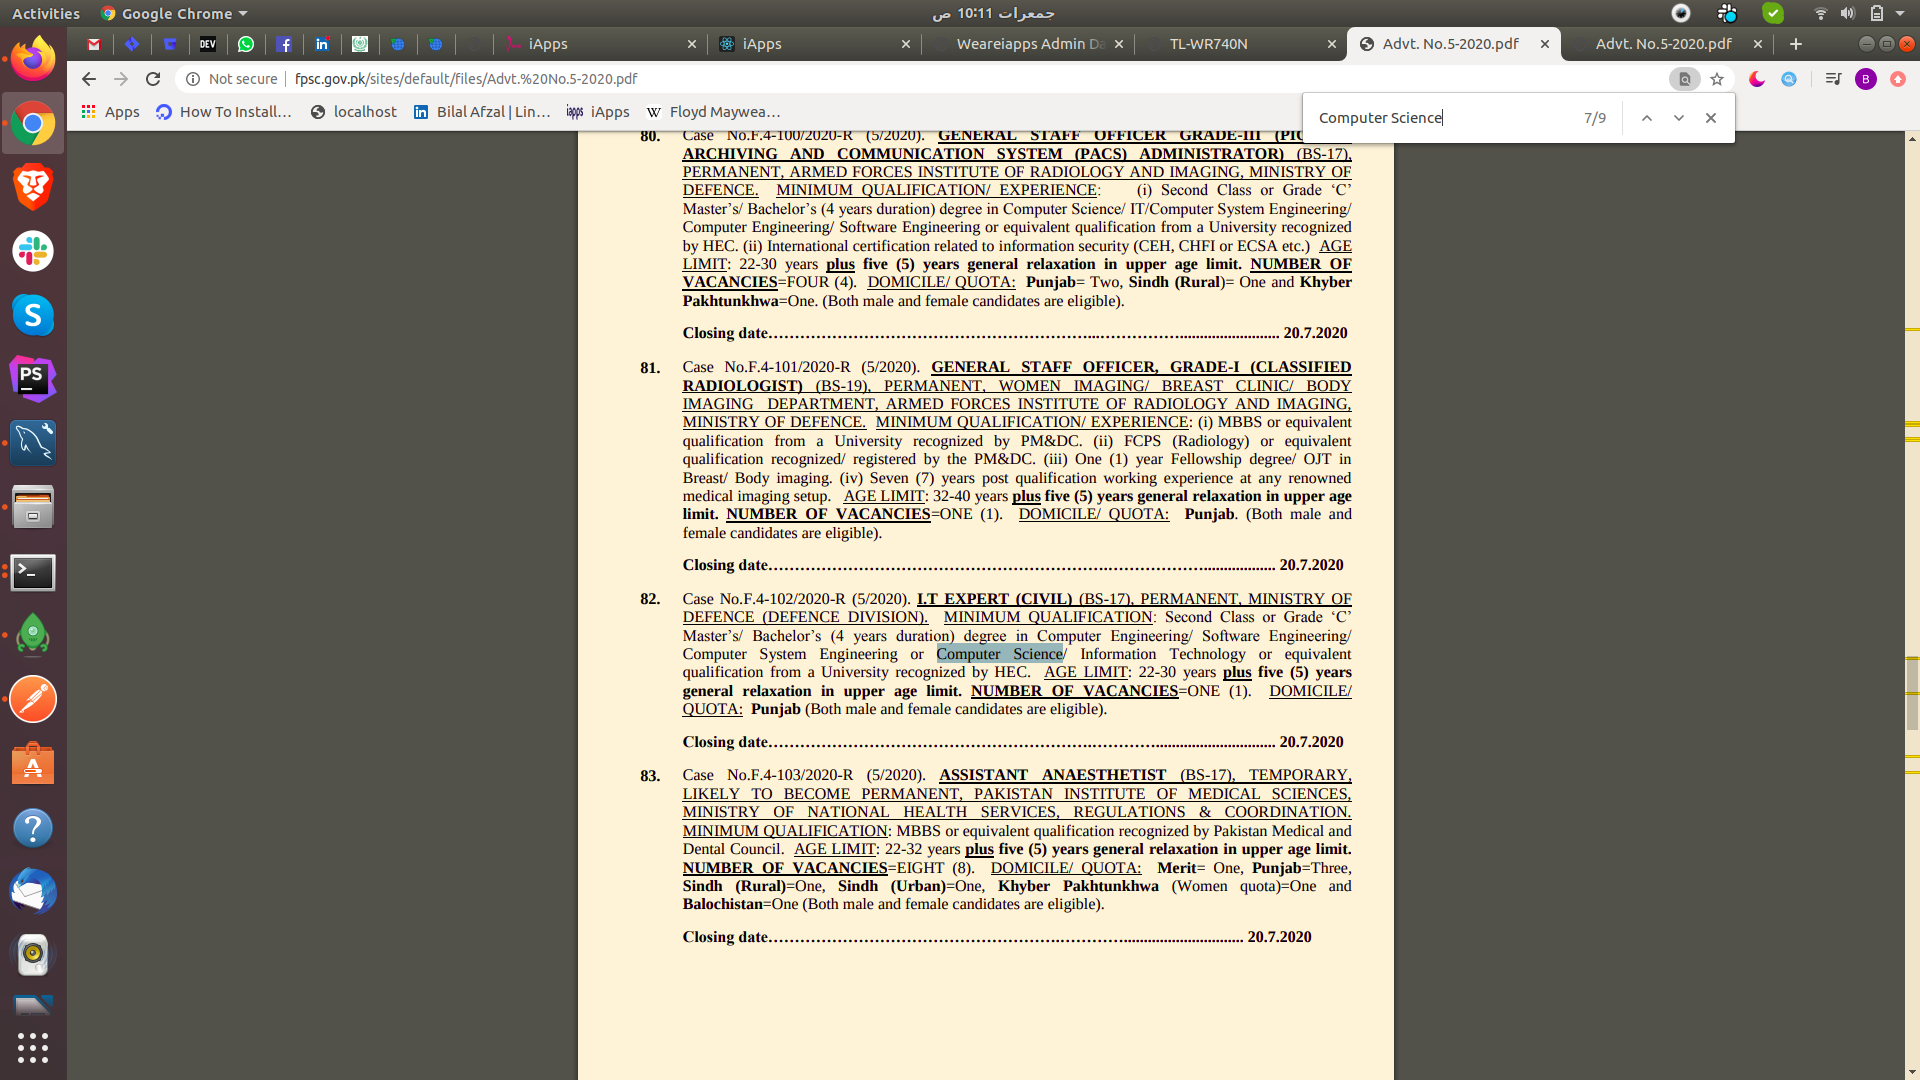 Activities
Google Chrome
جمعرات 10:11 ص
iApps
iApps
Weareiapps Admin Da
TL-WR740N
Advt. No.5-2020.pdf
Advt. No.5-2020.pdf
Not secure
fpsc.gov.pk/sites/default/files/Advt.%20No.5-2020.pdf
B
Apps
How To Install...
localhost
Bilal Afzal | Lin...
iApps
Floyd Maywea...
Computer Science
7/9
80. Case No.F.4-100/2020-R (5/2020). GENERAL STAFF OFFICER GRADE-III
ARCHIVING AND COMMUNICATION SYSTEM (PACS) ADMINISTRATOR) (BS-17),
PERMANENT, ARMED FORCES INSTITUTE OF RADIOLOGY AND IMAGING, MINISTRY OF
DEFENCE. MINIMUM QUALIFICATION/ EXPERIENCE: (i) Second Class or Grade ‘C’
Master’s/ Bachelor’s (4 years duration) degree in Computer Science/ IT/Computer System Engineering/
Computer Engineering/ Software Engineering or equivalent qualification from a University recognized
by HEC. (ii) International certification related to information security (CEH, CHFI or ECSA etc.) AGE
LIMIT: 22-30 years plus five (5) years general relaxation in upper age limit. NUMBER OF
VACANCIES=FOUR (4). DOMICILE/ QUOTA: Punjab= Two, Sindh (Rural)= One and Khyber
Pakhtunkhwa=One. (Both male and female candidates are eligible).
Closing date................................................................................ 20.7.2020
81. Case No.F.4-101/2020-R (5/2020). GENERAL STAFF OFFICER, GRADE-I (CLASSIFIED
RADIOLOGIST) (BS-19), PERMANENT, WOMEN IMAGING/ BREAST CLINIC/ BODY
IMAGING DEPARTMENT, ARMED FORCES INSTITUTE OF RADIOLOGY AND IMAGING,
MINISTRY OF DEFENCE. MINIMUM QUALIFICATION/ EXPERIENCE: (i) MBBS or equivalent
qualification from a University recognized by PM&DC. (ii) FCPS (Radiology) or equivalent
qualification recognized/ registered by the PM&DC. (iii) One (1) year Fellowship degree/ OJT in
Breast/ Body imaging. (iv) Seven (7) years post qualification working experience at any renowned
medical imaging setup. AGE LIMIT: 32-40 years plus five (5) years general relaxation in upper age
limit. NUMBER OF VACANCIES=ONE (1). DOMICILE/ QUOTA: Punjab. (Both male and
female candidates are eligible).
Closing date................................................................................ 20.7.2020
82. Case No.F.4-102/2020-R (5/2020). I.T EXPERT (CIVIL) (BS-17), PERMANENT, MINISTRY OF
DEFENCE (DEFENCE DIVISION). MINIMUM QUALIFICATION: Second Class or Grade ‘C’
Master’s/ Bachelor’s (4 years duration) degree in Computer Engineering/ Software Engineering/
Computer System Engineering or Computer Science/ Information Technology or equivalent
qualification from a University recognized by HEC. AGE LIMIT: 22-30 years plus five (5) years
general relaxation in upper age limit. NUMBER OF VACANCIES=ONE (1). DOMICILE/
QUOTA: Punjab (Both male and female candidates are eligible).
Closing date................................................................................ 20.7.2020
83. Case No.F.4-103/2020-R (5/2020). ASSISTANT ANAESTHETIST (BS-17), TEMPORARY,
LIKELY TO BECOME PERMANENT, PAKISTAN INSTITUTE OF MEDICAL SCIENCES,
MINISTRY OF NATIONAL HEALTH SERVICES, REGULATIONS & COORDINATION.
MINIMUM QUALIFICATION: MBBS or equivalent qualification recognized by Pakistan Medical and
Dental Council. AGE LIMIT: 22-32 years plus five (5) years general relaxation in upper age limit.
NUMBER OF VACANCIES=EIGHT (8). DOMICILE/ QUOTA: Merit= One, Punjab=Three,
Sindh (Rural)=One, Sindh (Urban)=One, Khyber Pakhtunkhwa (Women quota)=One and
Balochistan=One (Both male and female candidates are eligible).
Closing date................................................................................ 20.7.2020